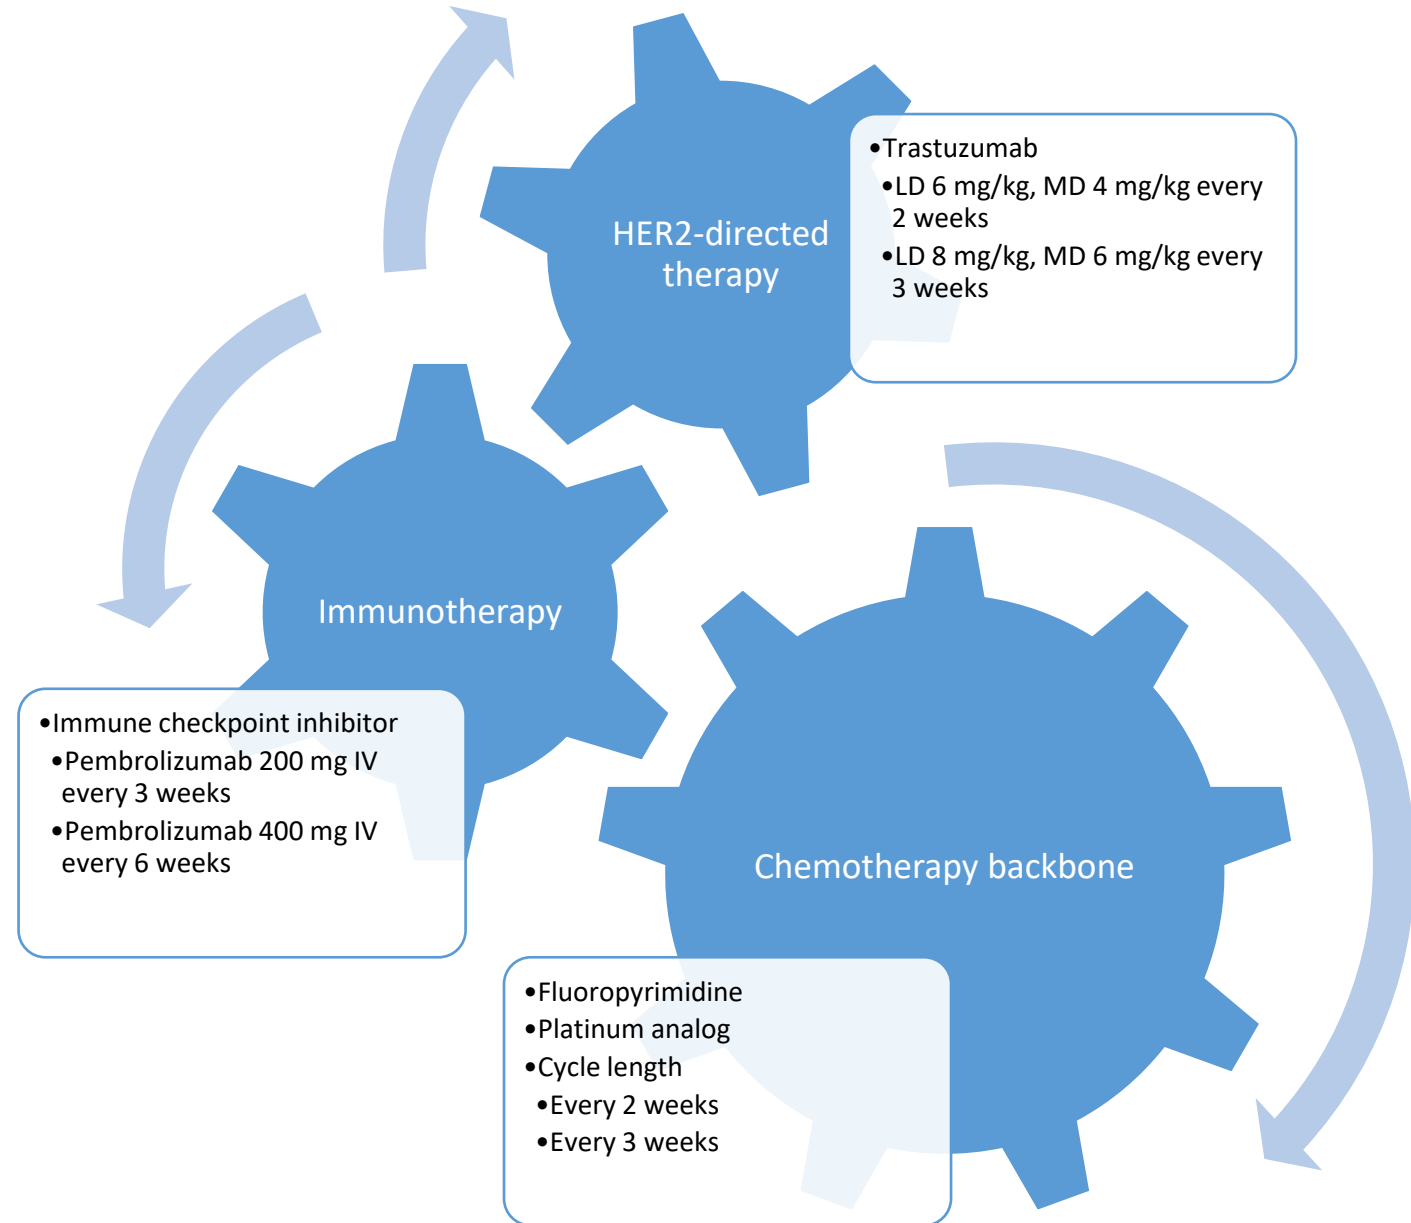 HER2-directed
therapy
•Trastuzumab
•LD 6 mg/kg, MD 4 mg/kg every
2 weeks
•LD 8 mg/kg, MD 6 mg/kg every
3 weeks
Immunotherapy
•Immune checkpoint inhibitor
•Pembrolizumab 200 mg IV
every 3 weeks
•Pembrolizumab 400 mg IV
every 6 weeks
Chemotherapy backbone
•Fluoropyrimidine
•Platinum analog
•Cycle length
•Every 2 weeks
•Every 3 weeks